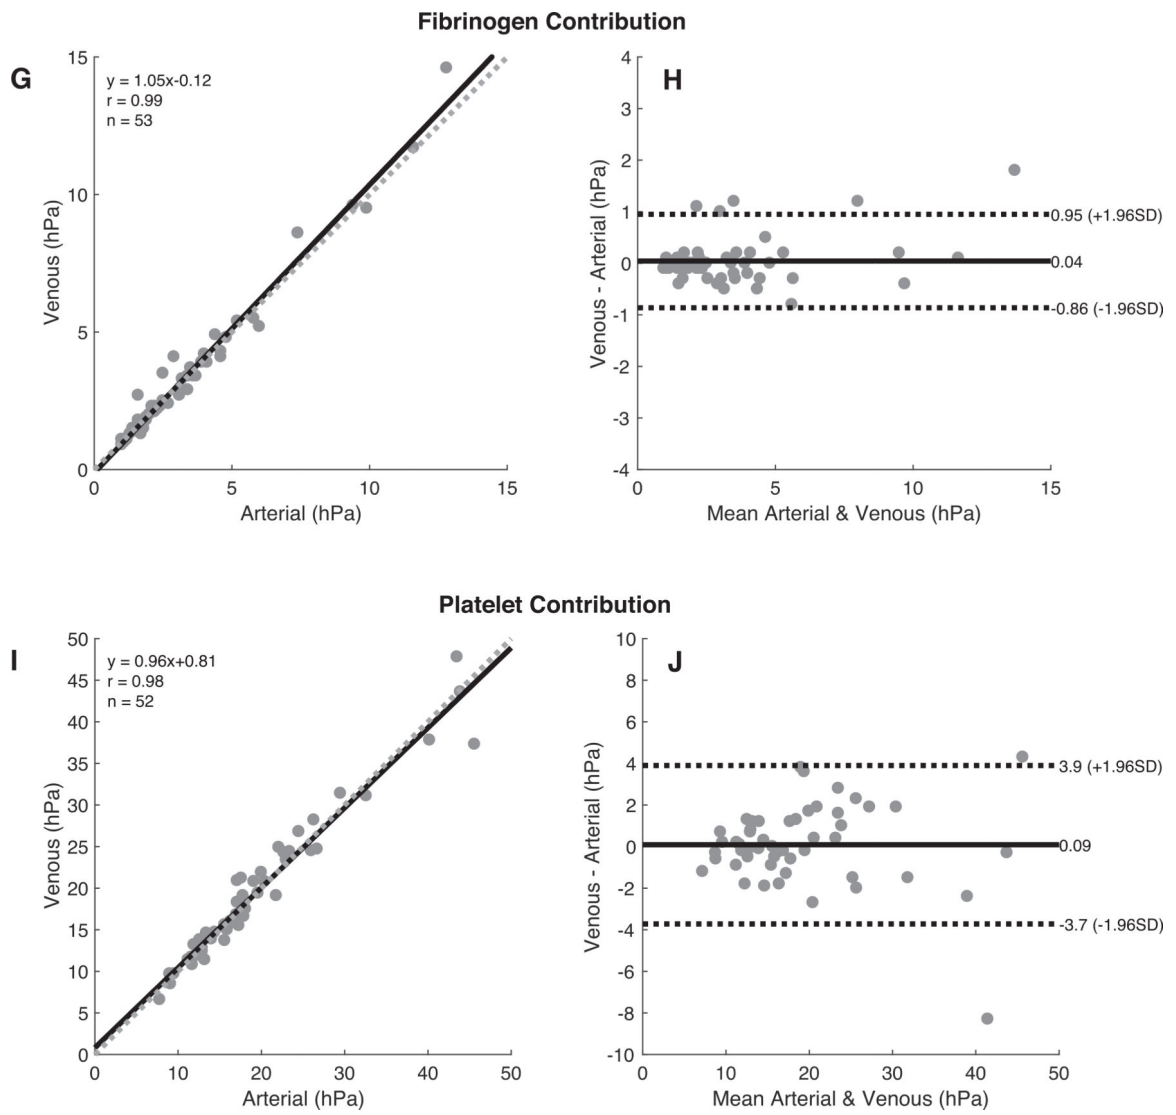 Fibrinogen Contribution
G
15
10
5
0
0
5
10
15
Venous (hPa)
Arterial (hPa)
y = 1.05x-0.12
r = 0.99
n = 53
H
4
3
2
1
0
-1
-2
-3
-4
0
5
10
15
Venous - Arterial (hPa)
Mean Arterial & Venous (hPa)
0.95 (+1.96SD)
0.04
-0.86 (-1.96SD)
Platelet Contribution
I
50
45
40
35
30
25
20
15
10
5
0
0
10
20
30
40
50
Venous (hPa)
Arterial (hPa)
y = 0.96x+0.81
r = 0.98
n = 52
J
10
8
6
4
2
0
-2
-4
-6
-8
-10
0
10
20
30
40
50
Venous - Arterial (hPa)
Mean Arterial & Venous (hPa)
3.9 (+1.96SD)
0.09
-3.7 (-1.96SD)